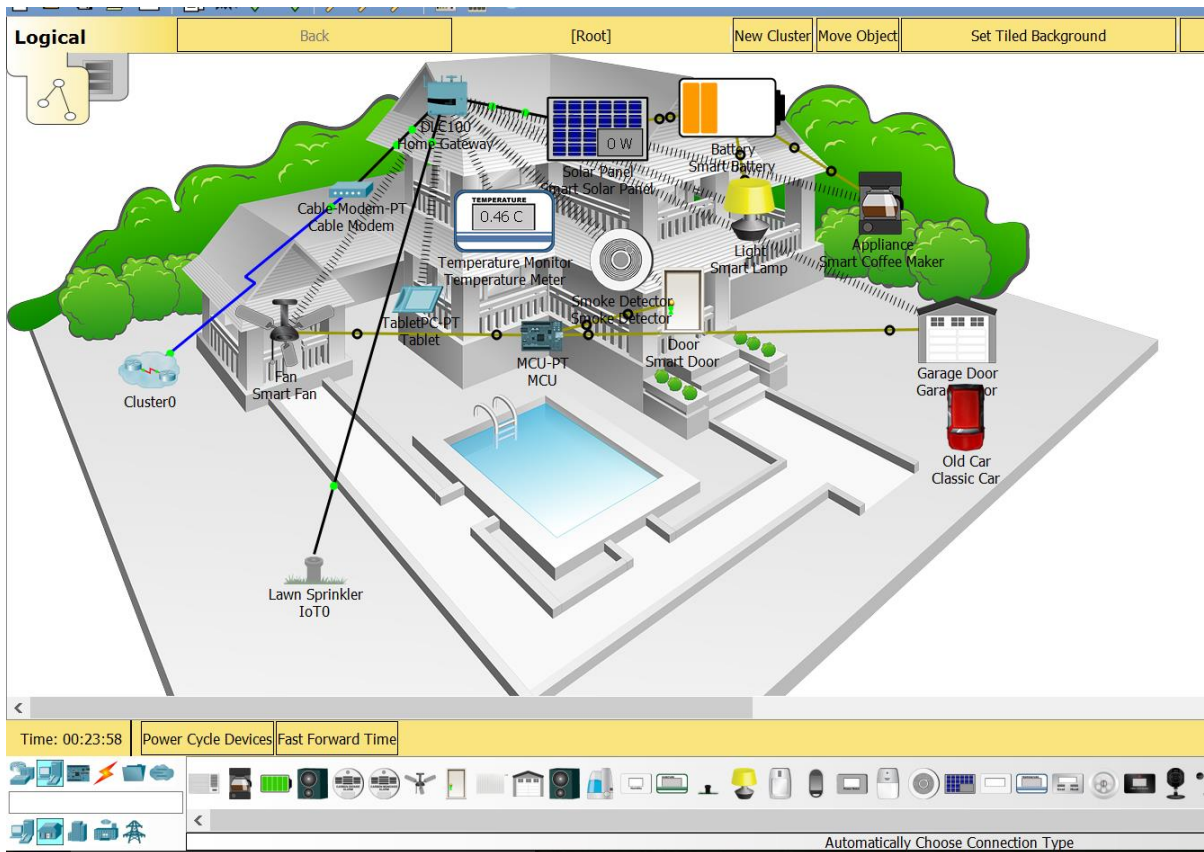 Logical
Back
[Root]
New Cluster
Move Object
Set Tiled Background
DLC100
Home Gateway
0 W
Solar Panel
Smart Solar Panel
Battery
Smart Battery
Cable-Modem-PT
Cable Modem
TEMPERATURE
0.46 C
Temperature Monitor
Temperature Meter
Light
Smart Lamp
Appliance
Smart Coffee Maker
Smoke Detector
Smoke Detector
TabletPC-PT
Tablet
MCU-PT
MCU
Door
Smart Door
Garage Door
Fan
Smart Fan
Cluster0
Old Car
Classic Car
Lawn Sprinkler
IoT0
Time: 00:23:58
Power Cycle Devices
Fast Forward Time
Automatically Choose Connection Type